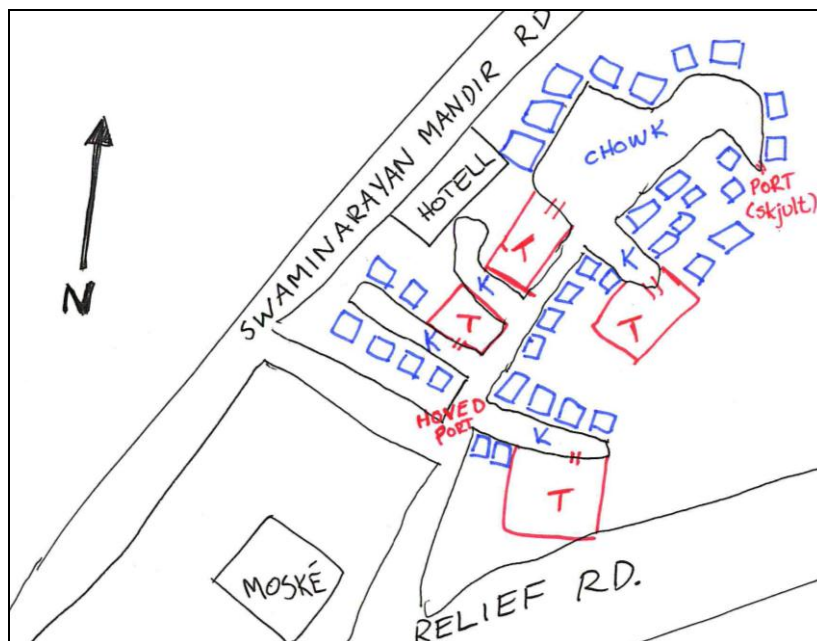 SWAMINARAYAN MANDIR RD
CHOWK
HOTELL
PORT
(skjult)
T
K
K
T
T
K
T
N
HOVED
PORT
K
T
MOSKÉ
RELIEF RD.